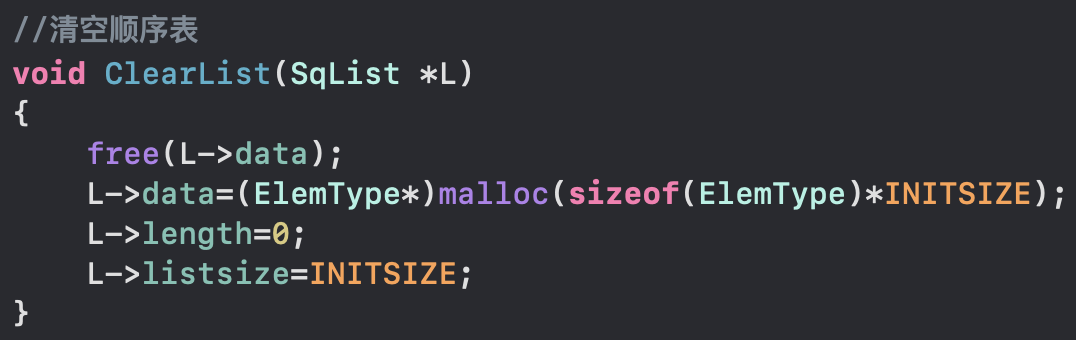 //清空顺序表
void ClearList(SqList *L)
{
    free(L->data);
    L->data=(ElemType*)malloc(sizeof(ElemType)*INITSIZE);
    L->length=0;
    L->listsize=INITSIZE;
}